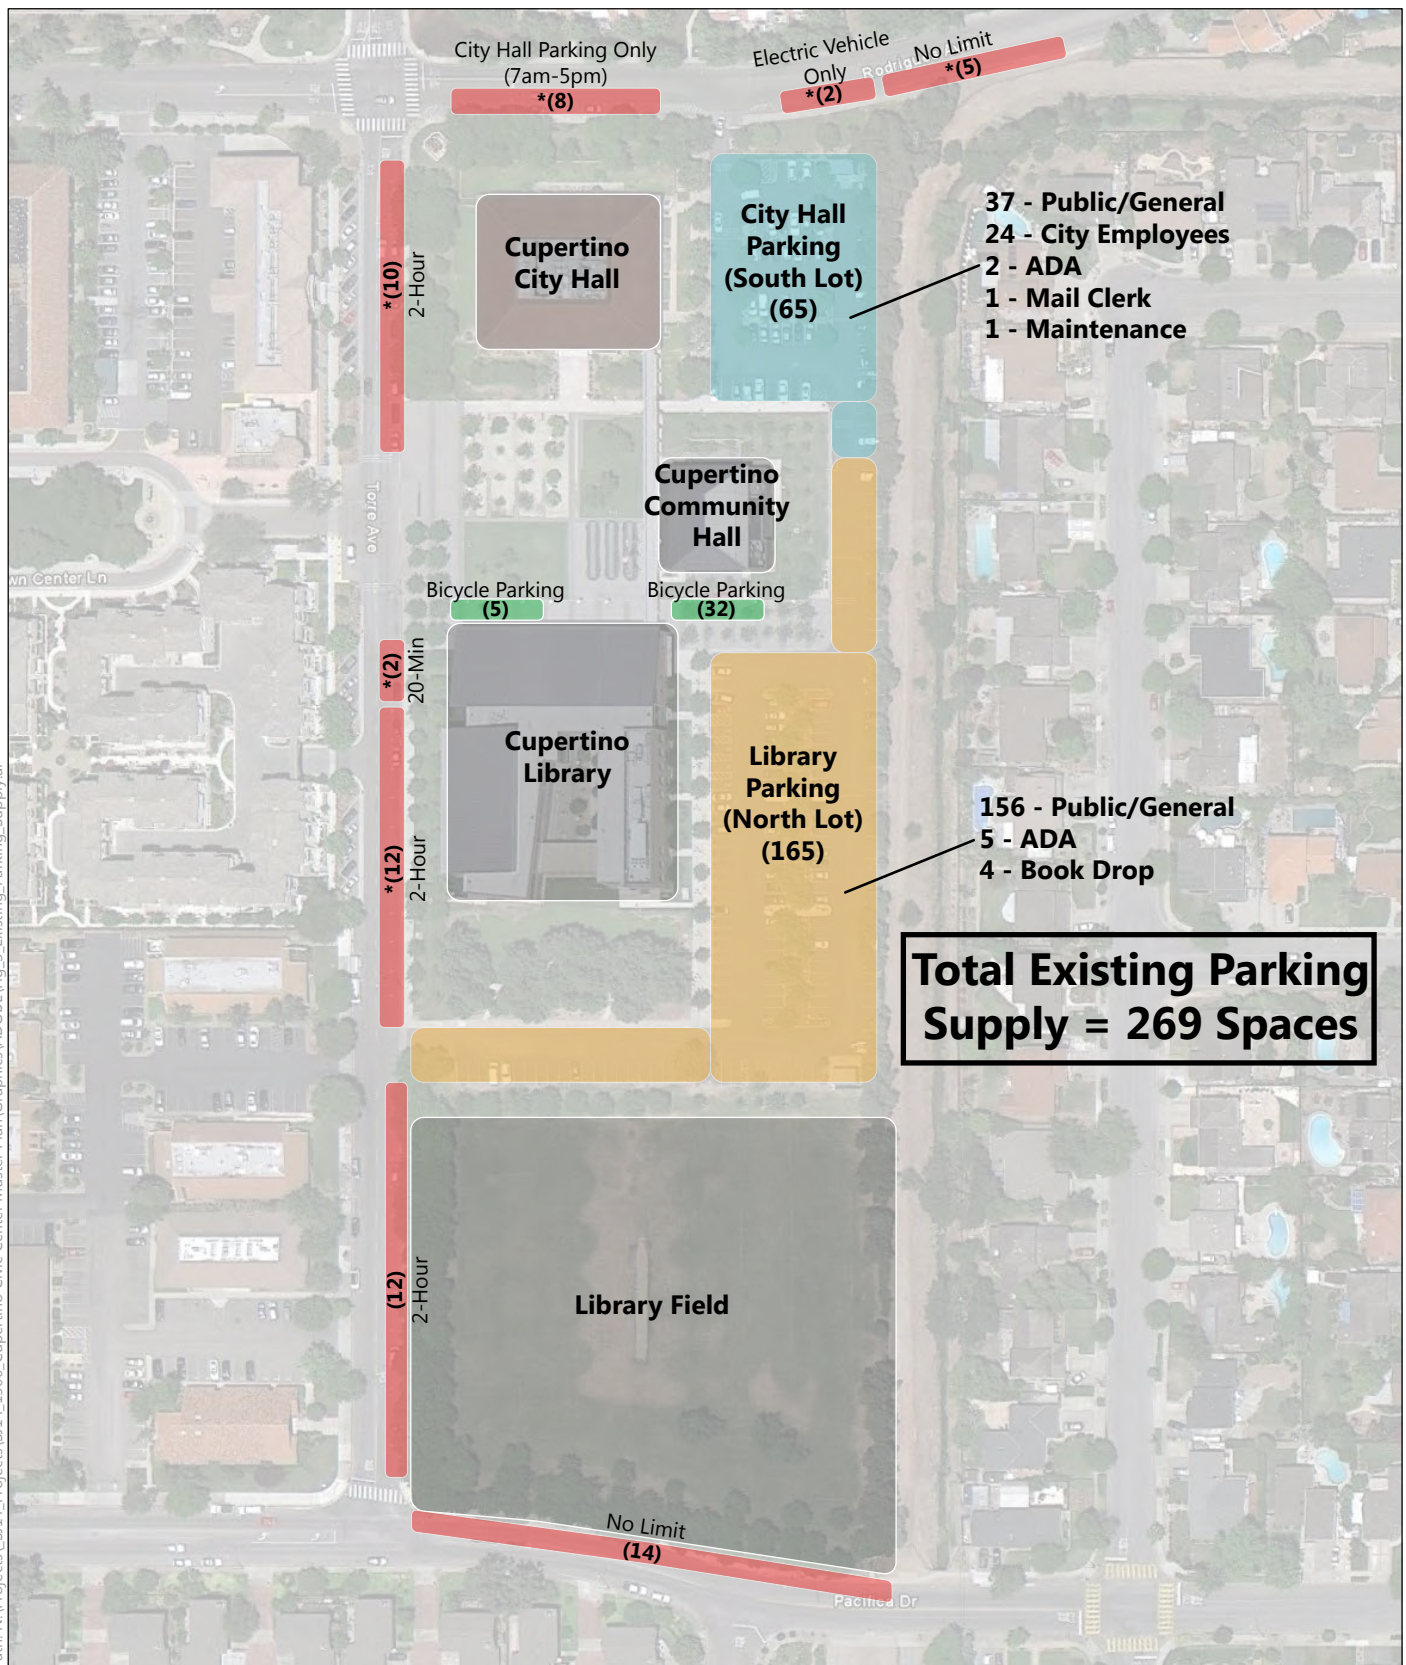 City Hall Parking Only
(7am-5pm)
*(8)
Electric Vehicle
Only
*(2)
No Limit
*(5)
*(10)
2-Hour
Cupertino
City Hall
City Hall
Parking
(South Lot)
(65)
37 - Public/General
24 - City Employees
2 - ADA
1 - Mail Clerk
1 - Maintenance
Torre Ave
Cupertino
Community
Hall
Bicycle Parking
(5)
Bicycle Parking
(32)
*(2)
20-Min
*(12)
2-Hour
Cupertino
Library
Library
Parking
(North Lot)
(165)
156 - Public/General
5 - ADA
4 - Book Drop
Total Existing Parking
Supply = 269 Spaces
(12)
2-Hour
Library Field
No Limit
(14)
Pacifica Dr